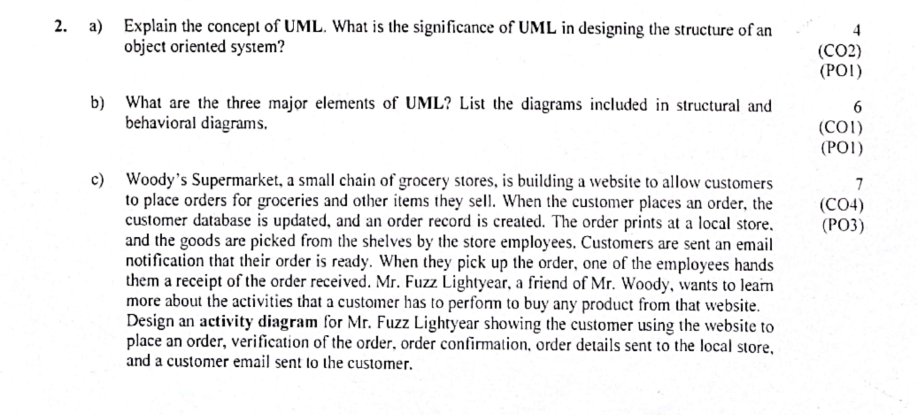 2. a) Explain the concept of UML. What is the significance of UML in designing the structure of an 4
object oriented system? (CO2)
(PO1)
b) What are the three major elements of UML? List the diagrams included in structural and 6
behavioral diagrams. (CO1)
(PO1)
c) Woody's Supermarket, a small chain of grocery stores, is building a website to allow customers 7
to place orders for groceries and other items they sell. When the customer places an order, the (CO4)
customer database is updated, and an order record is created. The order prints at a local store, (PO3)
and the goods are picked from the shelves by the store employees. Customers are sent an email
notification that their order is ready. When they pick up the order, one of the employees hands
them a receipt of the order received. Mr. Fuzz Lightyear, a friend of Mr. Woody, wants to learn
more about the activities that a customer has to perform to buy any product from that website.
Design an activity diagram for Mr. Fuzz Lightyear showing the customer using the website to
place an order, verification of the order, order confirmation, order details sent to the local store,
and a customer email sent to the customer.